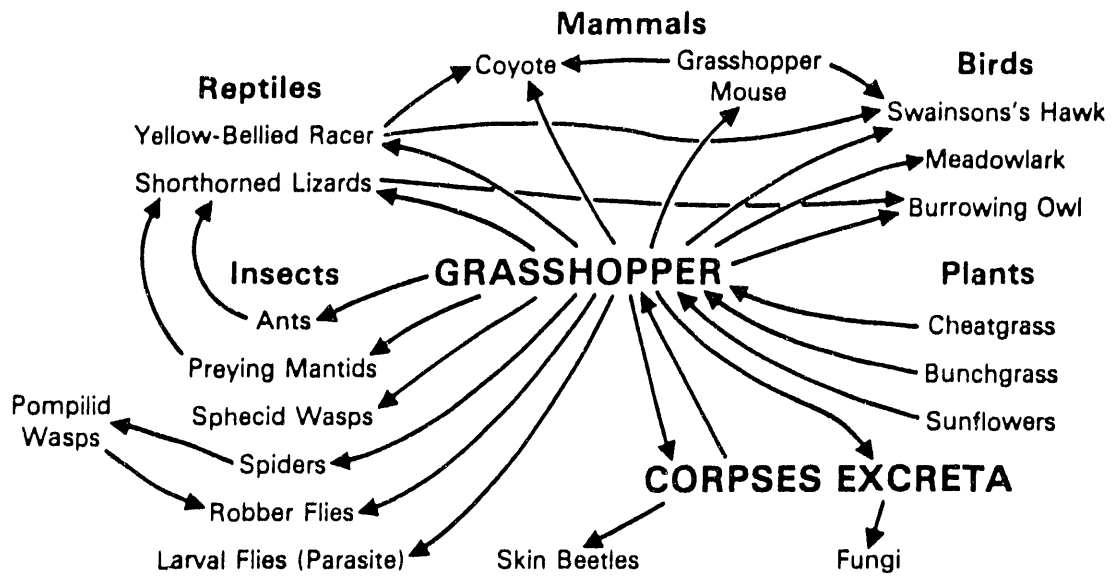 Mammals
Coyote
Grasshopper
Mouse
Birds
Reptiles
Swainsons's Hawk
Yellow-Bellied Racer
Meadowlark
Shorthorned Lizards
Burrowing Owl
Insects
GRASSHOPPER
Plants
Ants
Cheatgrass
Preying Mantids
Bunchgrass
Pompilid
Wasps
Sphecid Wasps
Sunflowers
Spiders
CORPSES EXCRETA
Robber Flies
Larval Flies (Parasite)
Skin Beetles
Fungi